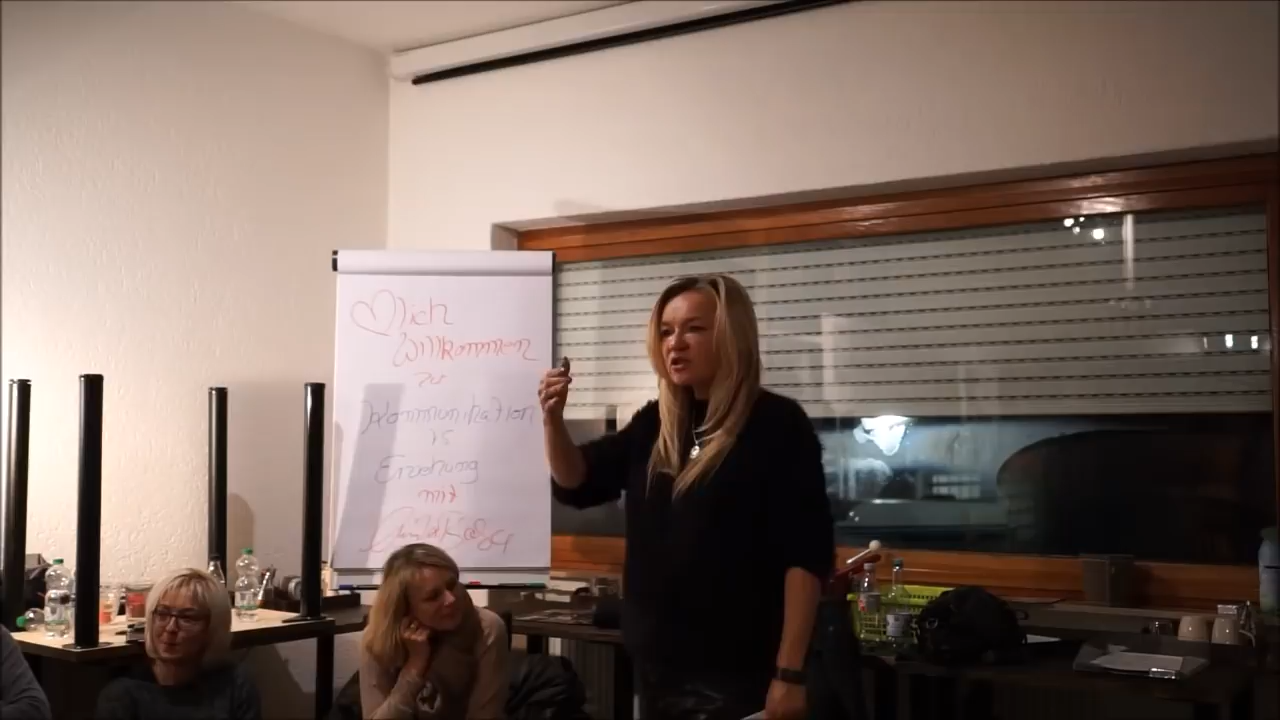 ♡lich
Willkommen
zu
Kommunikation
vs
Erziehung
mit